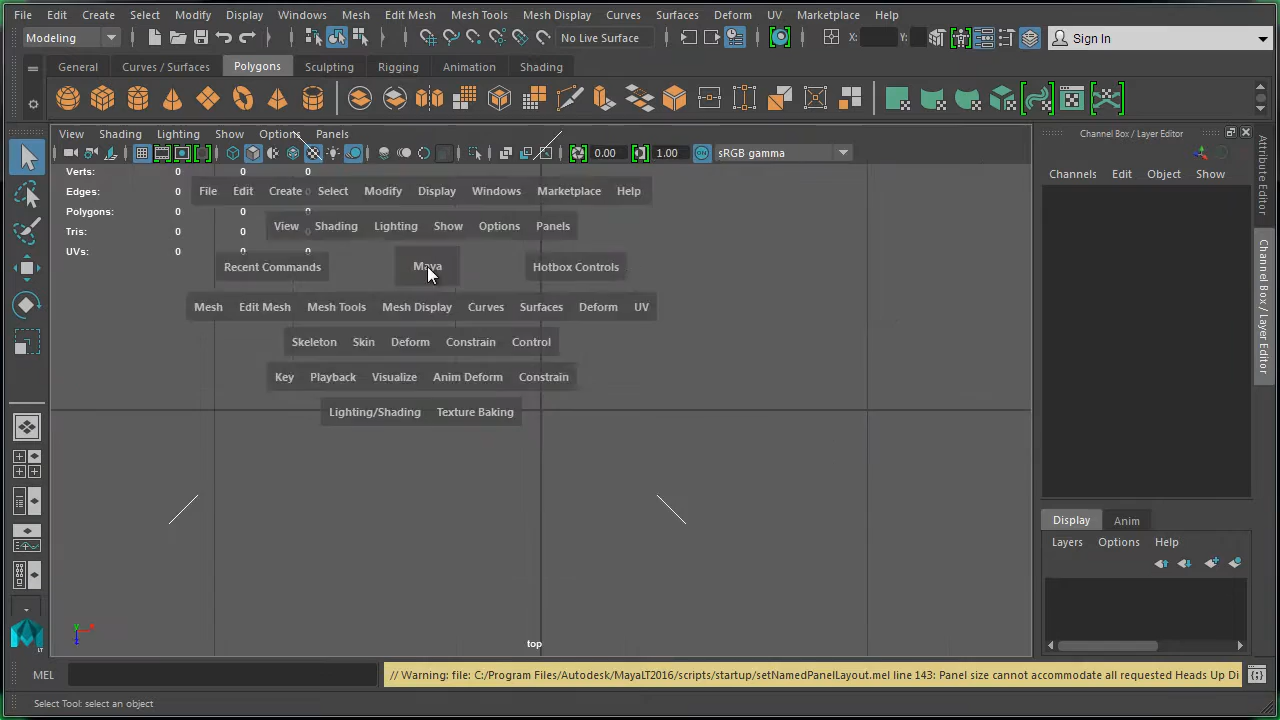 File Edit Create Select Modify Display Windows Mesh Edit Mesh Mesh Tools Mesh Display Curves Surfaces Deform UV Marketplace Help
Modeling No Live Surface X: Y: Sign In
General Curves / Surfaces Polygons Sculpting Rigging Animation Shading
View Shading Lighting Show Options Panels
0.00 1.00 ON sRGB gamma
Channel Box / Layer Editor
Channels Edit Object Show
Attribute Editor
Channel Box / Layer Editor
Verts: 0 0 0
Edges: 0 0 0
Polygons: 0 0 0
Tris: 0 0 0
UVs: 0 0 0
File Edit Create Select Modify Display Windows Marketplace Help
View Shading Lighting Show Options Panels
Recent Commands Maya Hotbox Controls
Mesh Edit Mesh Mesh Tools Mesh Display Curves Surfaces Deform UV
Skeleton Skin Deform Constrain Control
Key Playback Visualize Anim Deform Constrain
Lighting/Shading Texture Baking
Display Anim
Layers Options Help
y x z
top
LT
MEL // Warning: file: C:/Program Files/Autodesk/MayaLT2016/scripts/startup/setNamedPanelLayout.mel line 143: Panel size cannot accommodate all requested Heads Up Di
Select Tool: select an object